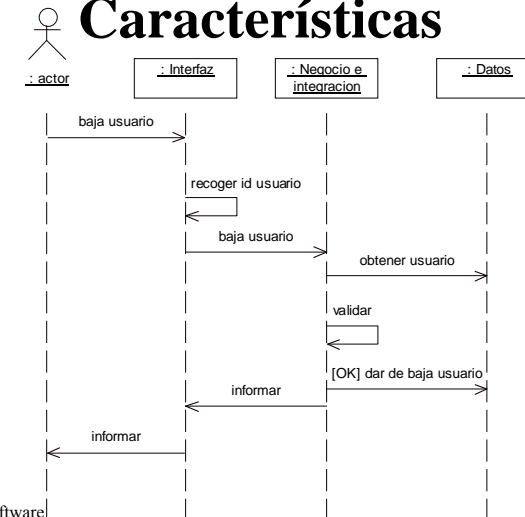 Características
: actor
: Interfaz
: Negocio e
integracion
: Datos
baja usuario
recoger id usuario
baja usuario
obtener usuario
validar
[OK] dar de baja usuario
informar
informar